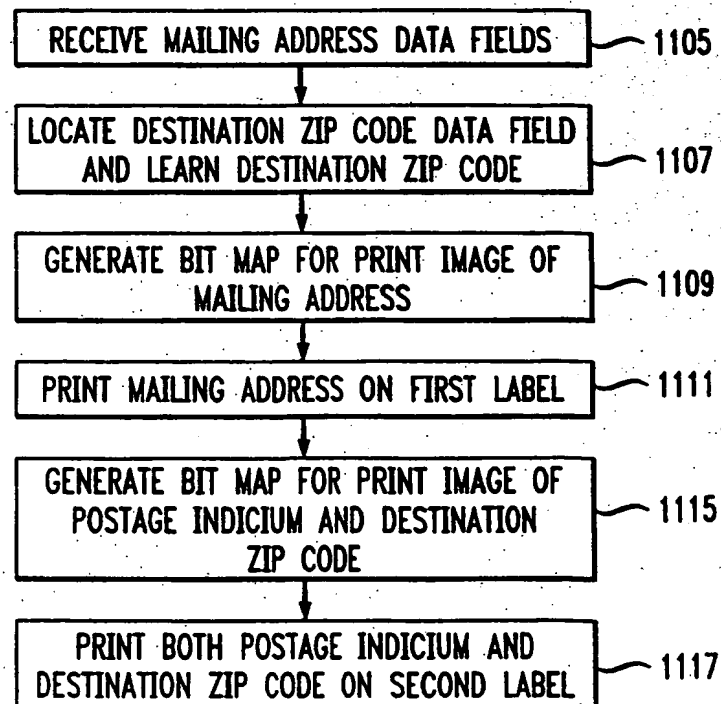 RECEIVE MAILING ADDRESS DATA FIELDS 1105
LOCATE DESTINATION ZIP CODE DATA FIELD
AND LEARN DESTINATION ZIP CODE 1107
GENERATE BIT MAP FOR PRINT IMAGE OF
MAILING ADDRESS 1109
PRINT MAILING ADDRESS ON FIRST LABEL 1111
GENERATE BIT MAP FOR PRINT IMAGE OF
POSTAGE INDICIUM AND DESTINATION 1115
ZIP CODE
PRINT BOTH POSTAGE INDICIUM AND
DESTINATION ZIP CODE ON SECOND LABEL 1117